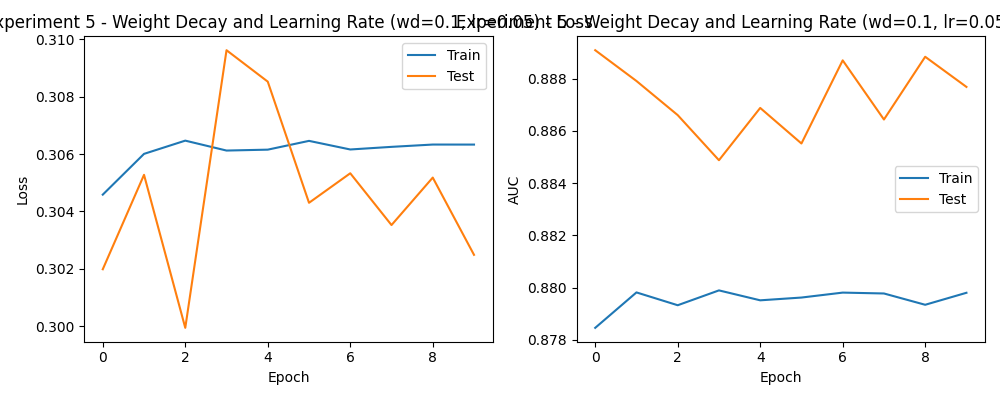 xperiment 5 - Weight Decay and Learning Rate (wd=0.1, lr=0.05) - Loss
Experiment 5 - Weight Decay and Learning Rate (wd=0.1, lr=0.05
0.310
0.308
0.306
0.304
0.302
0.300
Loss
0 2 4 6 8
Epoch
Train
Test
0.888
0.886
0.884
0.882
0.880
0.878
AUC
0 2 4 6 8
Epoch
Train
Test